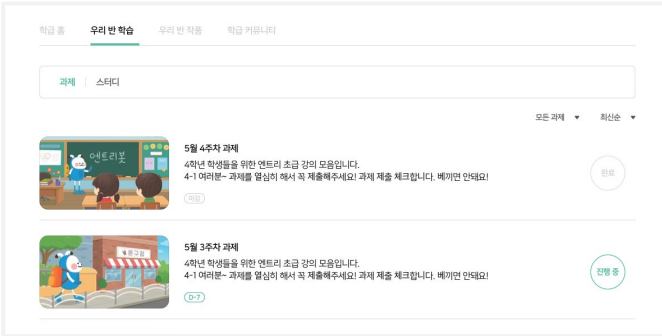 학급 홈 우리 반 학습 우리 반 작품 학급 커뮤니티
과제 스터디
모든 과제 ▼ 최신순 ▼
엔트리봇
5월 4주차 과제
4학년 학생들을 위한 엔트리 초급 강의 모음입니다.
4-1 여러분~ 과제를 열심히 해서 꼭 제출해주세요! 과제 제출 체크합니다. 베끼면 안돼요!
마감
완료
문구점
5월 3주차 과제
4학년 학생들을 위한 엔트리 초급 강의 모음입니다.
4-1 여러분~ 과제를 열심히 해서 꼭 제출해주세요! 과제 제출 체크합니다. 베끼면 안돼요!
D-7
진행 중